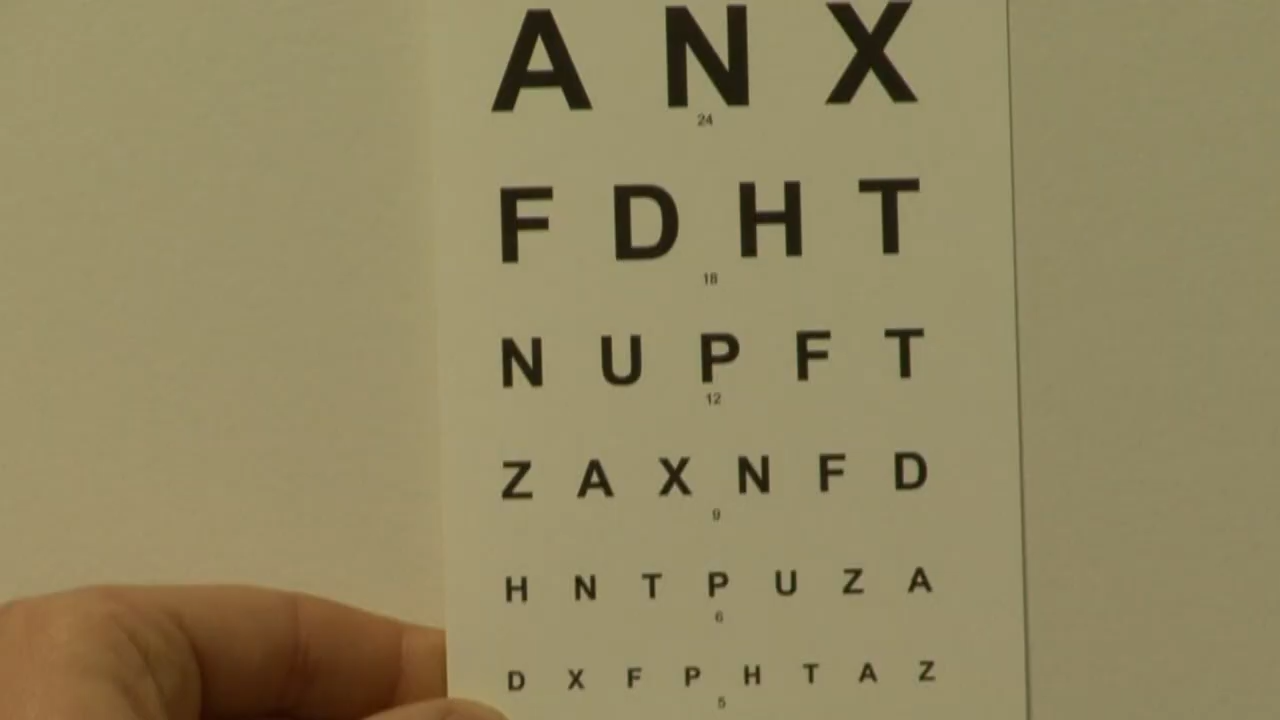 A N X
24
F D H T
18
N U P F T
12
Z A X N F D
9
H N T P U Z A
6
D X F P H T A Z
5